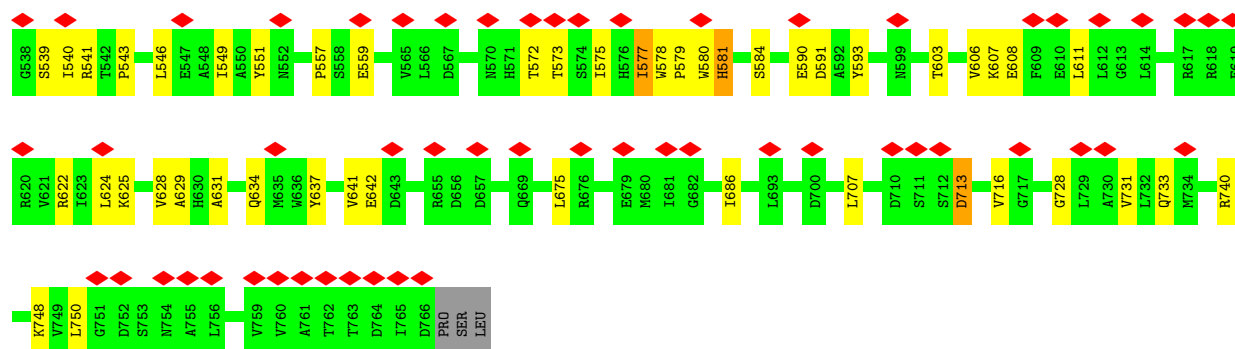 G538 S539 I540 R541 T542 P543 L546 E547 A548 I549 A550 Y551 N552 P557 S558 E559 V565 L566 D567 N570 H571 T572 T573 S574 I575 H576 I577 W578 P579 W580 H581 S584 E590 D591 A592 Y593 N599 T603 V606 K607 E608 F609 E610 L611 L612 G613 L614 R617 R618
R620 V621 R622 I623 L624 K625 V628 A629 H630 A631 Q634 M635 W636 Y637 V641 E642 D643 R655 D656 D657 Q669 L675 R676 E679 M680 I681 G682 I686 L693 D700 L707 D710 S711 S712 D713 V716 G717 G728 L729 A730 V731 L732 Q733 M734 R740
K748 V749 L750 G751 D752 S753 N754 A755 L756 V759 V760 A761 T762 T763 D764 I765 D766 PRO SER LEU